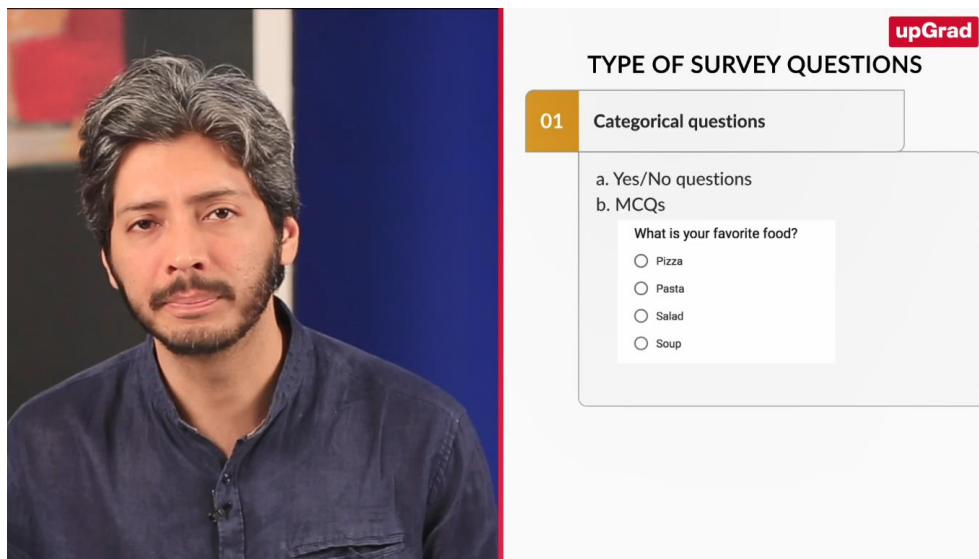 upGrad
TYPE OF SURVEY QUESTIONS
01 Categorical questions
a. Yes/No questions
b. MCQs
What is your favorite food?
Pizza
Pasta
Salad
Soup